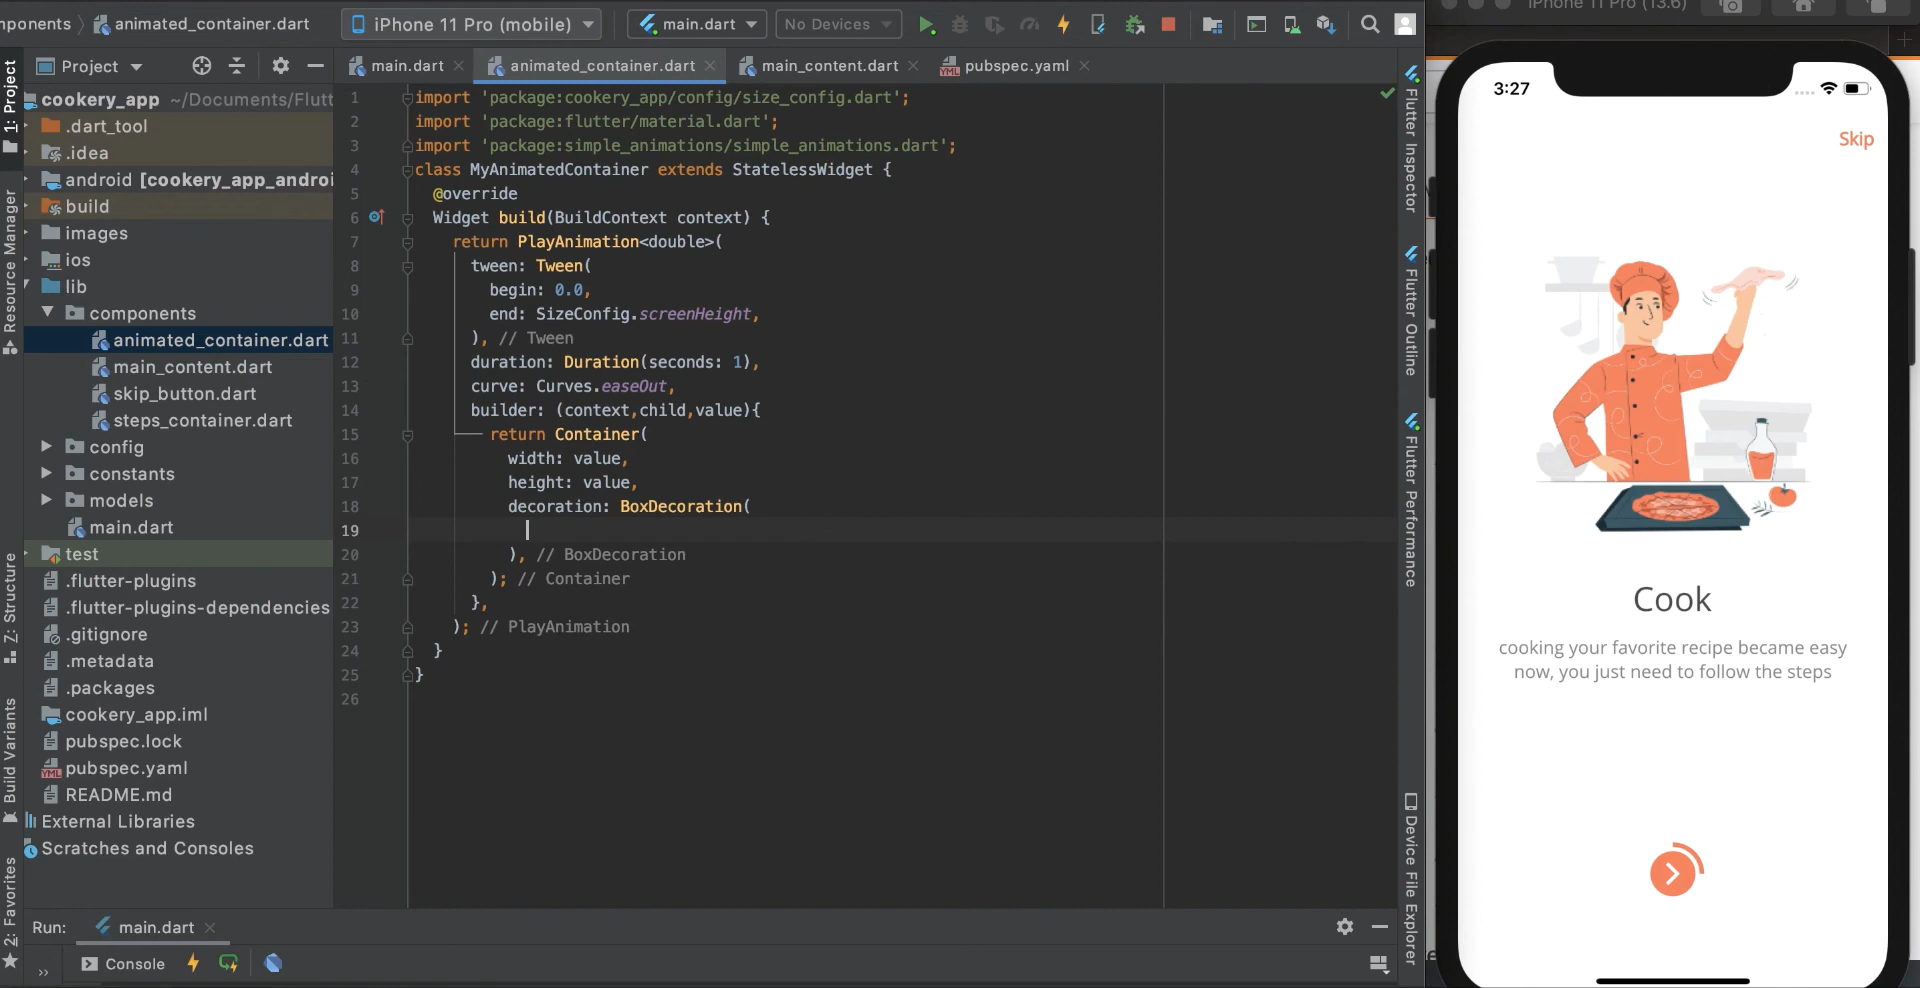 ponents
animated_container.dart
iPhone 11 Pro (mobile)
main.dart
No Devices
iPhone 11 Pro (13.6)
Project
main.dart
animated_container.dart
main_content.dart
pubspec.yaml
1: Project
Resource Manager
Z: Structure
Build Variants
2: Favorites
cookery_app ~/Documents/Flutt
.dart_tool
.idea
android [cookery_app_androi
build
images
ios
lib
components
animated_container.dart
main_content.dart
skip_button.dart
steps_container.dart
config
constants
models
main.dart
test
.flutter-plugins
.flutter-plugins-dependencies
.gitignore
.metadata
.packages
cookery_app.iml
pubspec.lock
pubspec.yaml
README.md
External Libraries
Scratches and Consoles
1 import 'package:cookery_app/config/size_config.dart';
2 import 'package:flutter/material.dart';
3 import 'package:simple_animations/simple_animations.dart';
4 class MyAnimatedContainer extends StatelessWidget {
5 @override
6 Widget build(BuildContext context) {
7 return PlayAnimation<double>(
8 tween: Tween(
9 begin: 0.0,
10 end: SizeConfig.screenHeight,
11 ), // Tween
12 duration: Duration(seconds: 1),
13 curve: Curves.easeOut,
14 builder: (context,child,value){
15 return Container(
16 width: value,
17 height: value,
18 decoration: BoxDecoration(
19
20 ), // BoxDecoration
21 ); // Container
22 },
23 ); // PlayAnimation
24 }
25 }
26
Flutter Inspector
Flutter Outline
Flutter Performance
Device File Explorer
Run: main.dart
Console
3:27
Skip
Cook
cooking your favorite recipe became easy
now, you just need to follow the steps